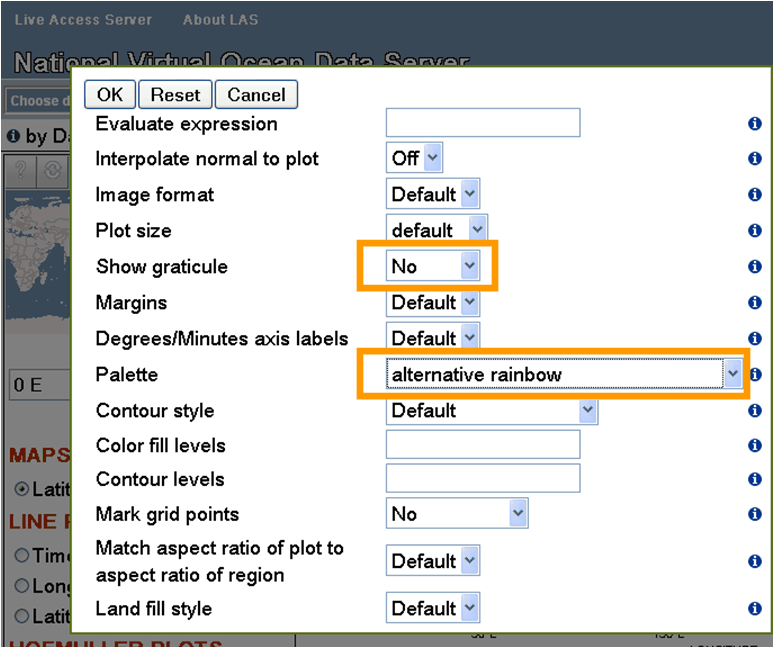 Live Access Server About LAS
National Virtual Ocean Data Server
Choose d
OK Reset Cancel
Evaluate expression
by Da
Interpolate normal to plot Off
Image format Default
Plot size default
Show graticule No
Margins Default
Degrees/Minutes axis labels Default
Palette alternative rainbow
0 E
Contour style Default
Color fill levels
MAPS
Contour levels
Latit
Mark grid points No
LINE P
Match aspect ratio of plot to
aspect ratio of region Default
Time
Long
Land fill style Default
Latit
HOFMULLER PLOTS